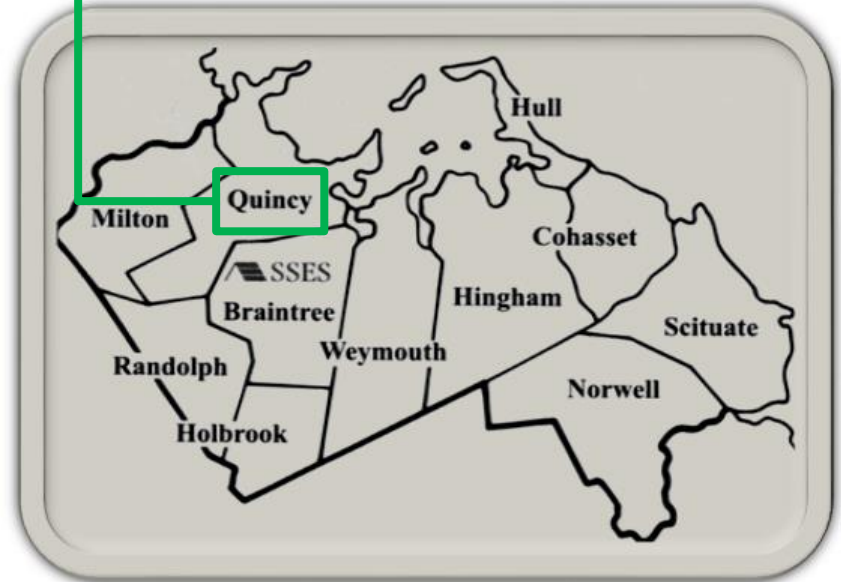 Hull
Quincy
Milton
Cohasset
SSES
Hingham
Braintree
Scituate
Weymouth
Randolph
Norwell
Holbrook